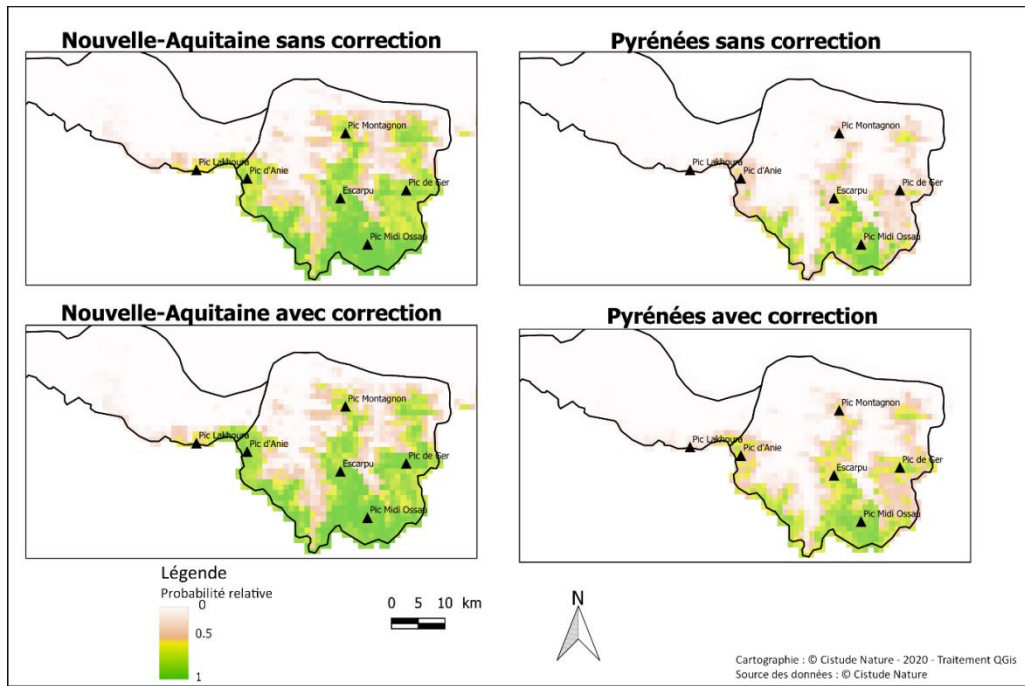 Nouvelle-Aquitaine sans correction
Pic Montagnon
Pic Lakhoura
Pic d'Anie
Escarpu
Pic de Ger
Pic Midi Ossau
Pyrénées sans correction
Pic Montagnon
Pic Lakhoura
Pic d'Anie
Escarpu
Pic de Ger
Pic Midi Ossau
Nouvelle-Aquitaine avec correction
Pic Montagnon
Pic Lakhoura
Pic d'Anie
Escarpu
Pic de Ger
Pic Midi Ossau
Pyrénées avec correction
Pic Montagnon
Pic Lakhoura
Pic d'Anie
Escarpu
Pic de Ger
Pic Midi Ossau
Légende
Probabilité relative
0
0.5
1
0 5 10 km
N
Cartographie : © Cistude Nature - 2020 - Traitement QGis
Source des données : © Cistude Nature